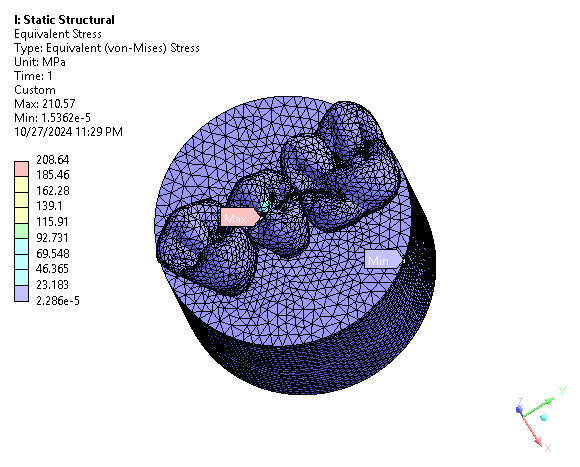 I: Static Structural
Equivalent Stress
Type: Equivalent (von-Mises) Stress
Unit: MPa
Time: 1
Custom
Max: 210.57
Min: 1.5362e-5
10/27/2024 11:29 PM
208.64
185.46
162.28
139.1
115.91
92.731
69.548
46.365
23.183
2.286e-5
Max
Min
Z
Y
X